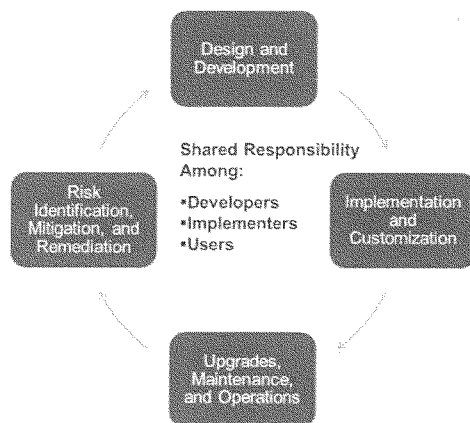 Design and
Development
Shared Responsibility
Among:
▪Developers
▪Implementers
▪Users
Risk
Identification,
Mitigation, and
Remediation
Implementation
and
Customization
Upgrades,
Maintenance,
and Operations